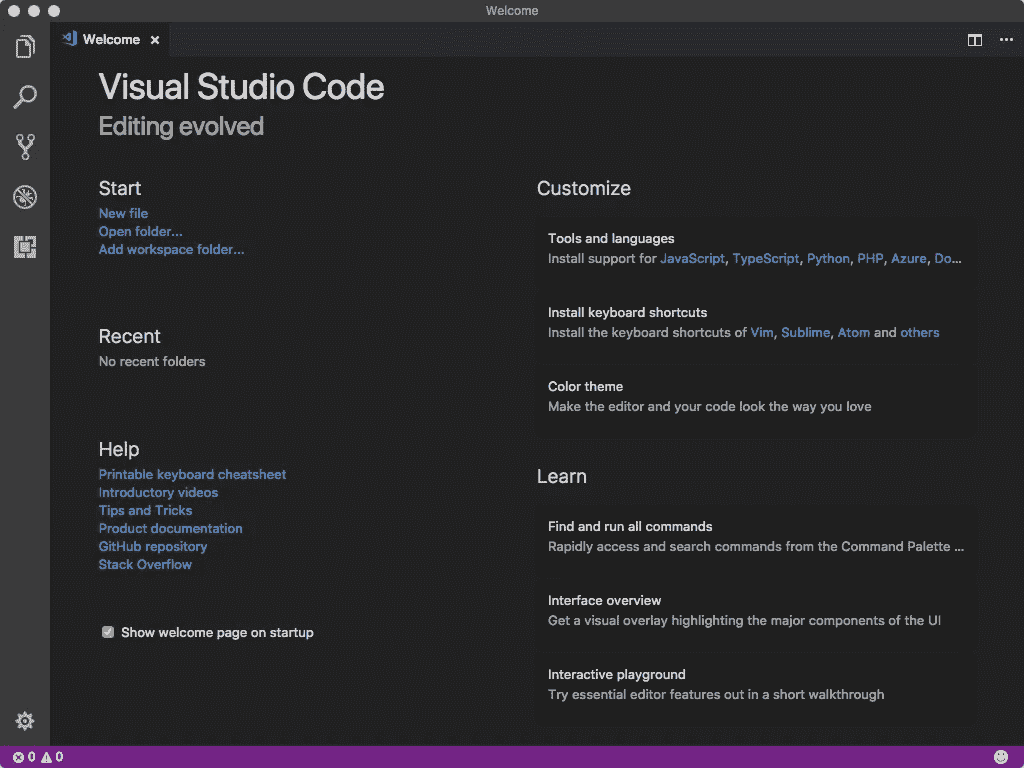 Welcome
Welcome
Visual Studio Code
Editing evolved
Start
New file
Open folder...
Add workspace folder...
Recent
No recent folders
Help
Printable keyboard cheatsheet
Introductory videos
Tips and Tricks
Product documentation
GitHub repository
Stack Overflow
Show welcome page on startup
Customize
Tools and languages
Install support for JavaScript, TypeScript, Python, PHP, Azure, Do...
Install keyboard shortcuts
Install the keyboard shortcuts of Vim, Sublime, Atom and others
Color theme
Make the editor and your code look the way you love
Learn
Find and run all commands
Rapidly access and search commands from the Command Palette ...
Interface overview
Get a visual overlay highlighting the major components of the UI
Interactive playground
Try essential editor features out in a short walkthrough
0 0